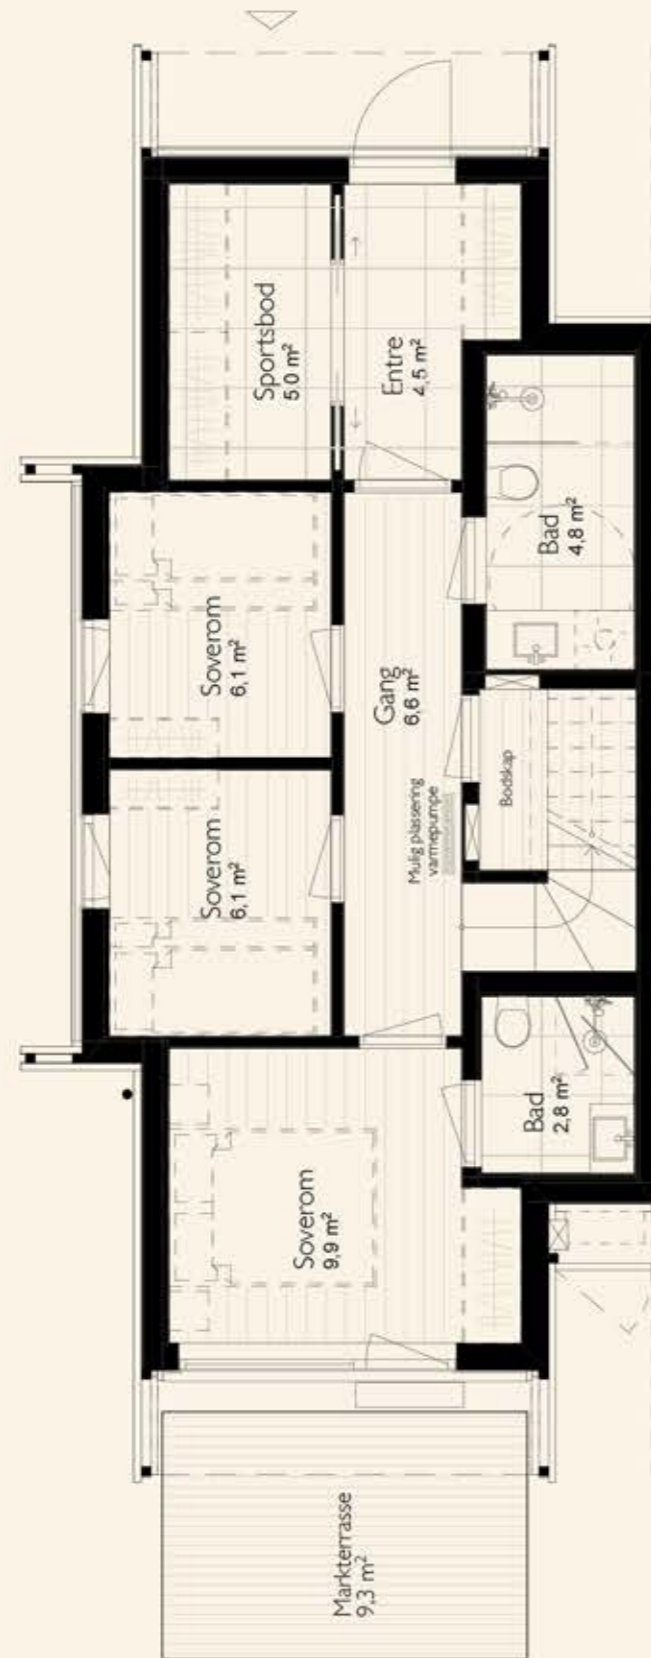 Sportsbod
5.0 m²
Entre
4,5 m²
Bad
4,8 m²
Soverom
6,1 m²
Gang
6,6 m²
Bodskap
Mulig plassering
varmepumpe
Soverom
6,1 m²
Bad
2,8 m²
Soverom
9,9 m²
Markterrasse
9,3 m²